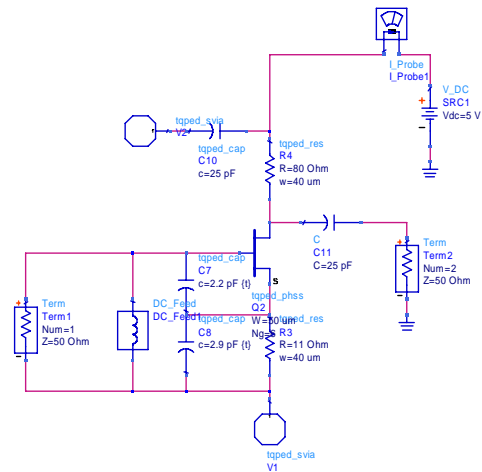 I_Probe
I_Probe1
V_DC
SRC1
Vdc=5 V
+
-
tqped_svia
V2
tqped_cap
C10
c=25 pF
tqped_res
R4
R=80 Ohm
w=40 um
C
C11
C=25 pF
+
-
Term
Term2
Num=2
Z=50 Ohm
+
-
Term
Term1
Num=1
Z=50 Ohm
DC_Feed
DC_Feed1
tqped_cap
C7
c=2.2 pF {t}
tqped_cap
C8
c=2.9 pF {t}
S
tqped_phss
Q2
W=50 um
tqped_res
R3
R=11 Ohm
w=40 um
tqped_svia
V1